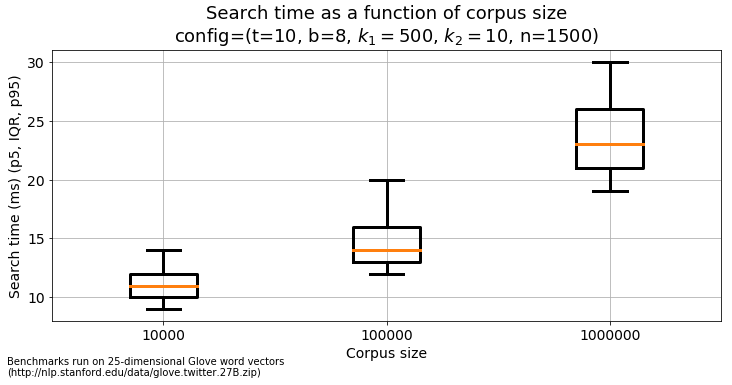 Search time as a function of corpus size
config=(t=10, b=8, k₁ = 500, k₂ = 10, n=1500)
Search time (ms) (p5, IQR, p95)
30
25
20
15
10
10000 100000 1000000
Corpus size
Benchmarks run on 25-dimensional Glove word vectors
(http://nlp.stanford.edu/data/glove.twitter.27B.zip)